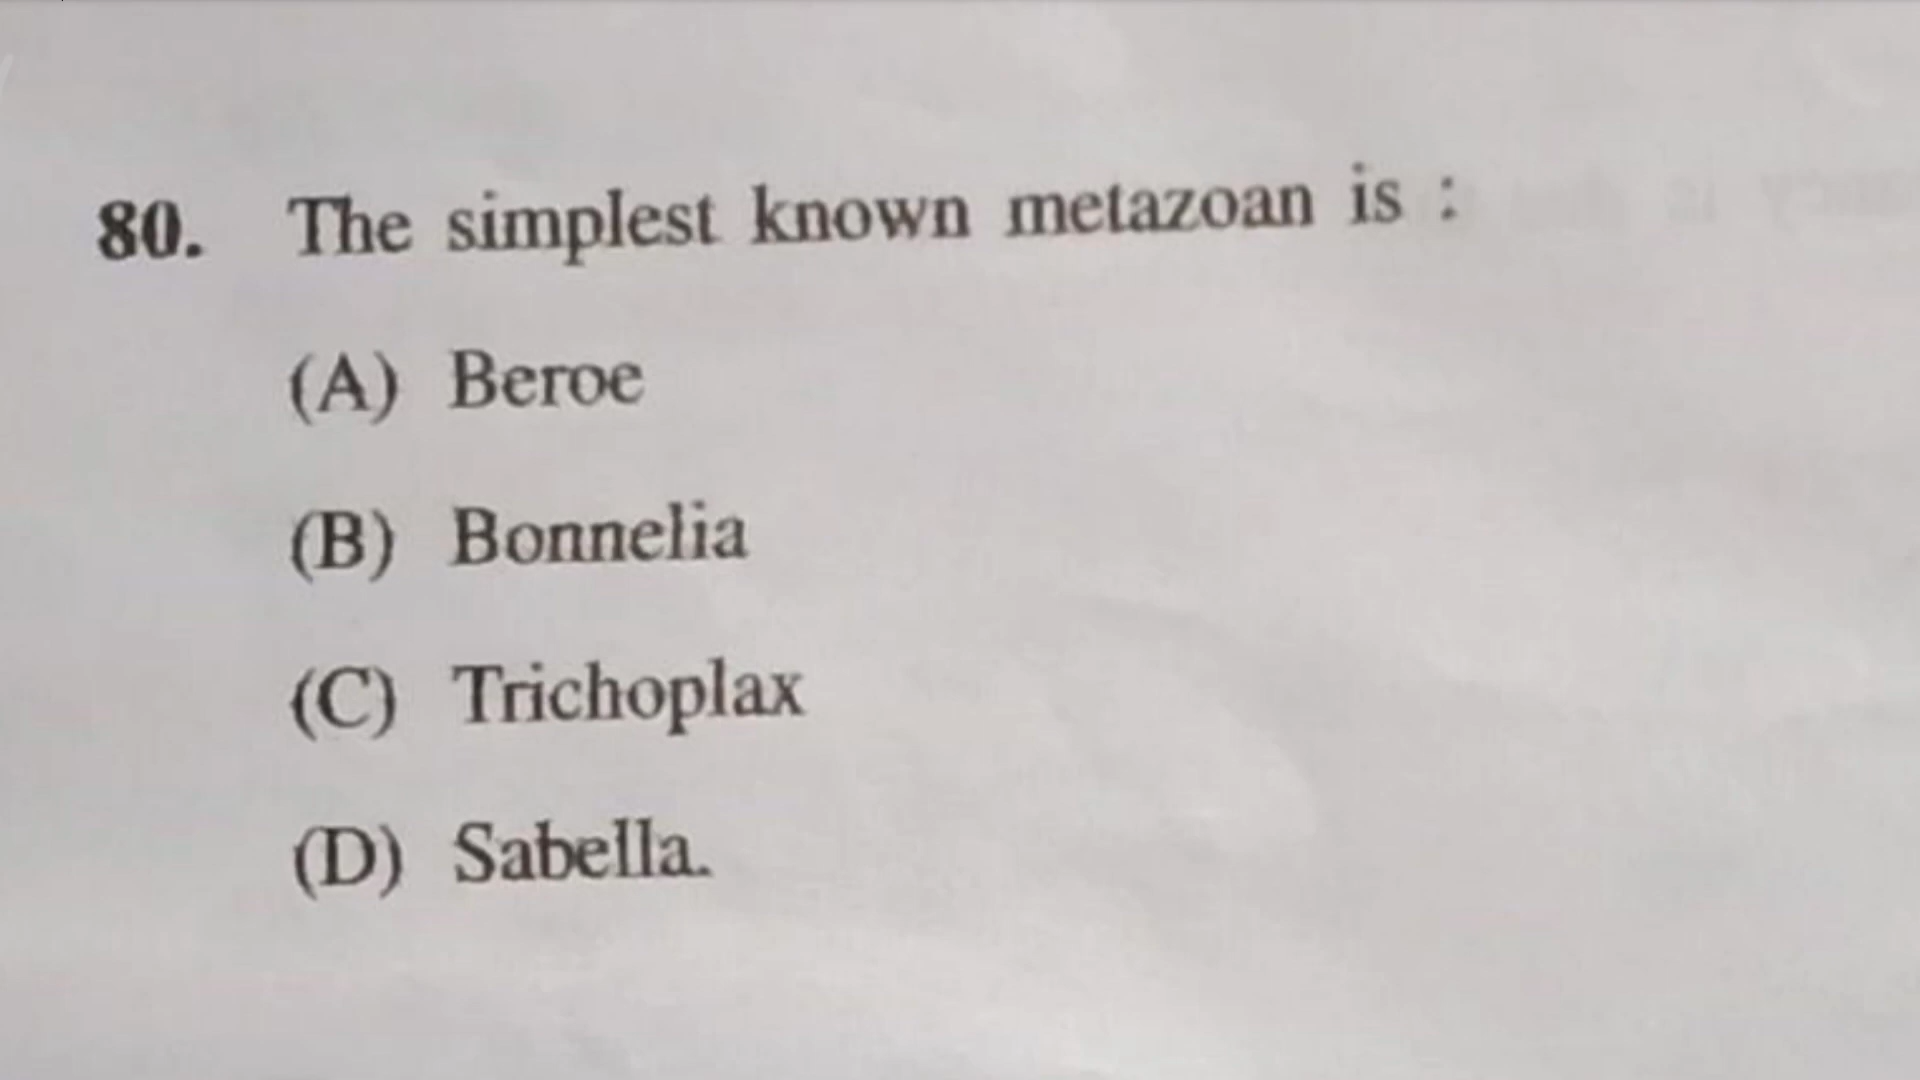 80. The simplest known metazoan is :
(A) Beroe
(B) Bonnelia
(C) Trichoplax
(D) Sabella.